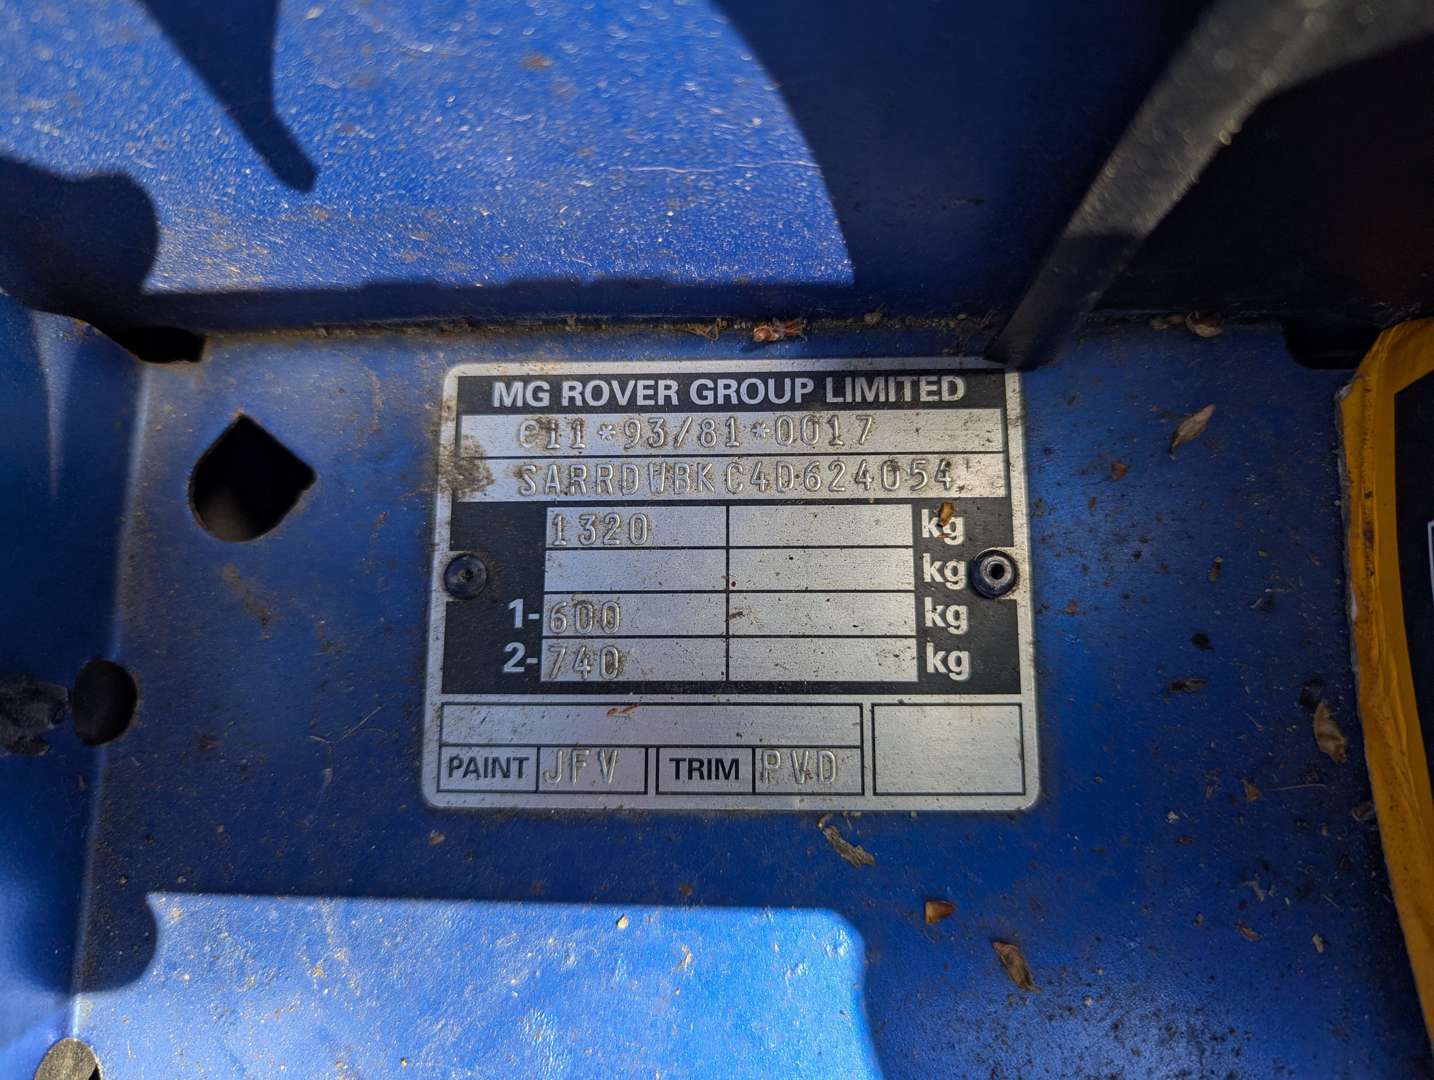 MG ROVER GROUP LIMITED
e11*93/81*0017
SARRDWBKC4D624054
1320 kg
kg
1-600 kg
2-740 kg
PAINT JFV TRIM PVD